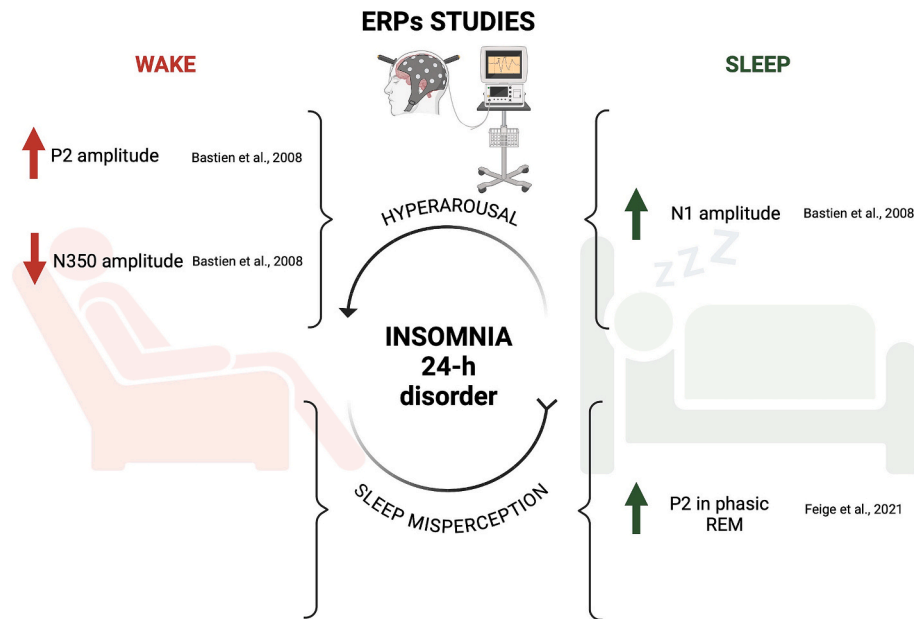 ERPs STUDIES
WAKE
SLEEP
P2 amplitude
Bastien et al., 2008
N350 amplitude
Bastien et al., 2008
HYPERAROUSAL
N1 amplitude
Bastien et al., 2008
zzZ
INSOMNIA
24-h
disorder
SLEEP MISPERCEPTION
P2 in phasic
REM
Feige et al., 2021